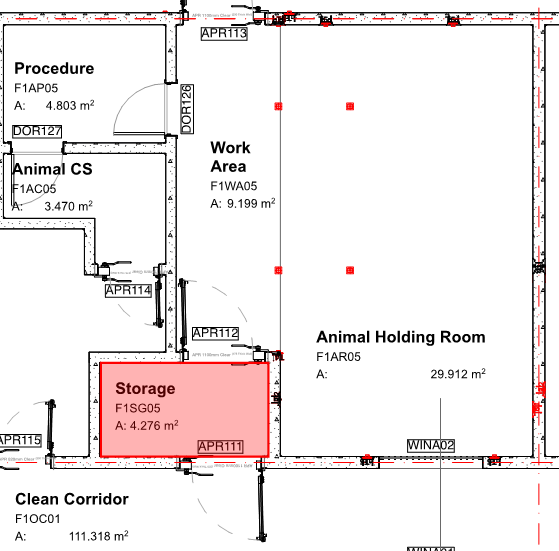 APR113
Procedure
F1AP05
A: 4.803 m²
DOR126
DOR127
Animal CS
F1AC05
A: 3.470 m²
Work
Area
F1WA05
A: 9.199 m²
APR114
APR112
Animal Holding Room
F1AR05
A: 29.912 m²
Storage
F1SG05
A: 4.276 m²
APR111
APR115
WINA02
Clean Corridor
F1OC01
A: 111.318 m²